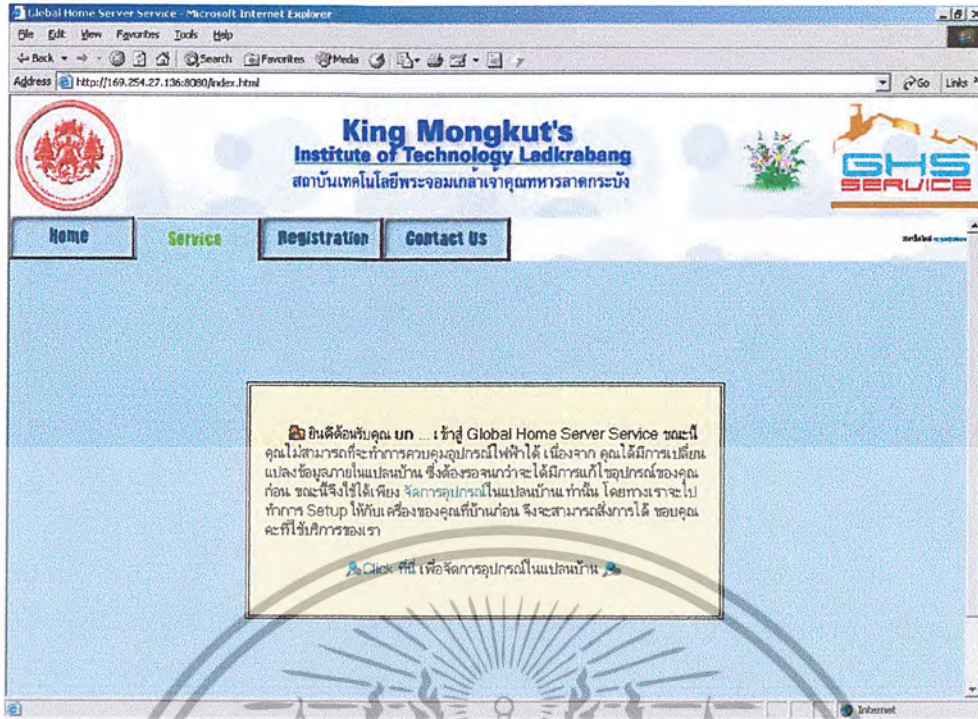 Global Home Server Service - Microsoft Internet Explorer
File Edit View Favorites Tools Help
Back Search Favorites Media
Address http://169.254.27.136:8080/index.html Go Links
King Mongkut's
Institute of Technology Ladkrabang
สถาบันเทคโนโลยีพระจอมเกล้าเจ้าคุณทหารลาดกระบัง
GHS
SERVICE
Home Service Registration Contact Us
ยินดีต้อนรับคุณ บท ... เข้าสู่ Global Home Server Service ขณะนี้
คุณไม่สามารถที่จะทำการควบคุมอุปกรณ์ไฟฟ้าได้ เนื่องจาก คุณได้มีการเปลี่ยน
แปลงข้อมูลภายในแปลนบ้าน ซึ่งต้องรอจนกว่าจะได้มีการแก้ไขอุปกรณ์ของคุณ
ก่อน ขณะนี้จึงใช้ได้เพียง จัดการอุปกรณ์ในแปลนบ้านเท่านั้น โดยทางเราจะไป
ทำการ Setup ให้กับเครื่องของคุณที่บ้านก่อน จึงจะสามารถสั่งการได้ ขอบคุณ
คะที่ใช้บริการของเรา
Click ที่นี่ เพื่อจัดการอุปกรณ์ในแปลนบ้าน
Internet